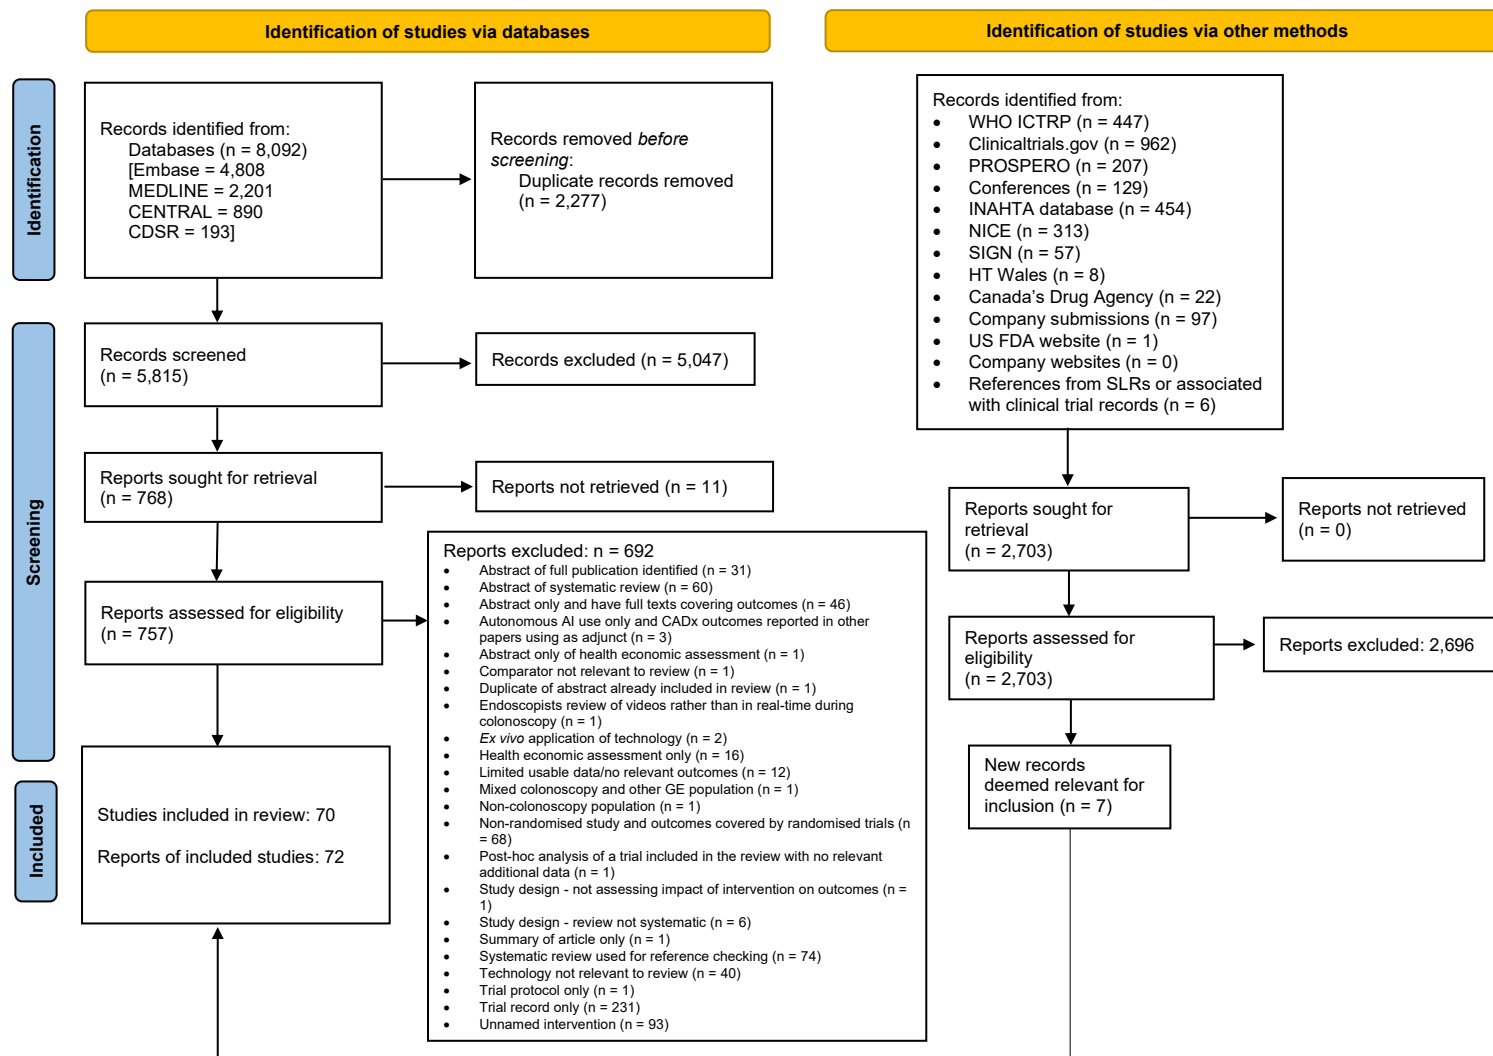 Identification of studies via databases
Identification of studies via other methods
Identification
Records identified from:
Databases (n = 8,092)
[Embase = 4,808
MEDLINE = 2,201
CENTRAL = 890
CDSR = 193]
Records removed before
screening:
Duplicate records removed
(n = 2,277)
Records identified from:
• WHO ICTRP (n = 447)
• Clinicaltrials.gov (n = 962)
• PROSPERO (n = 207)
• Conferences (n = 129)
• INAHTA database (n = 454)
• NICE (n = 313)
• SIGN (n = 57)
• HT Wales (n = 8)
• Canada’s Drug Agency (n = 22)
• Company submissions (n = 97)
• US FDA website (n = 1)
• Company websites (n = 0)
• References from SLRs or associated
with clinical trial records (n = 6)
Screening
Records screened
(n = 5,815)
Records excluded (n = 5,047)
Reports sought for retrieval
(n = 768)
Reports not retrieved (n = 11)
Reports assessed for eligibility
(n = 757)
Reports excluded: n = 692
• Abstract of full publication identified (n = 31)
• Abstract of systematic review (n = 60)
• Abstract only and have full texts covering outcomes (n = 46)
• Autonomous AI use only and CADx outcomes reported in other
papers using as adjunct (n = 3)
• Abstract only of health economic assessment (n = 1)
• Comparator not relevant to review (n = 1)
• Duplicate of abstract already included in review (n = 1)
• Endoscopists review of videos rather than in real-time during
colonoscopy (n = 1)
• Ex vivo application of technology (n = 2)
• Health economic assessment only (n = 16)
• Limited usable data/no relevant outcomes (n = 12)
• Mixed colonoscopy and other GE population (n = 1)
• Non-colonoscopy population (n = 1)
• Non-randomised study and outcomes covered by randomised trials (n
= 68)
• Post-hoc analysis of a trial included in the review with no relevant
additional data (n = 1)
• Study design - not assessing impact of intervention on outcomes (n =
1)
• Study design - review not systematic (n = 6)
• Summary of article only (n = 1)
• Systematic review used for reference checking (n = 74)
• Technology not relevant to review (n = 40)
• Trial protocol only (n = 1)
• Trial record only (n = 231)
• Unnamed intervention (n = 93)
Reports sought for
retrieval
(n = 2,703)
Reports not retrieved
(n = 0)
Reports assessed for
eligibility
(n = 2,703)
Reports excluded: 2,696
New records
deemed relevant for
inclusion (n = 7)
Included
Studies included in review: 70
Reports of included studies: 72